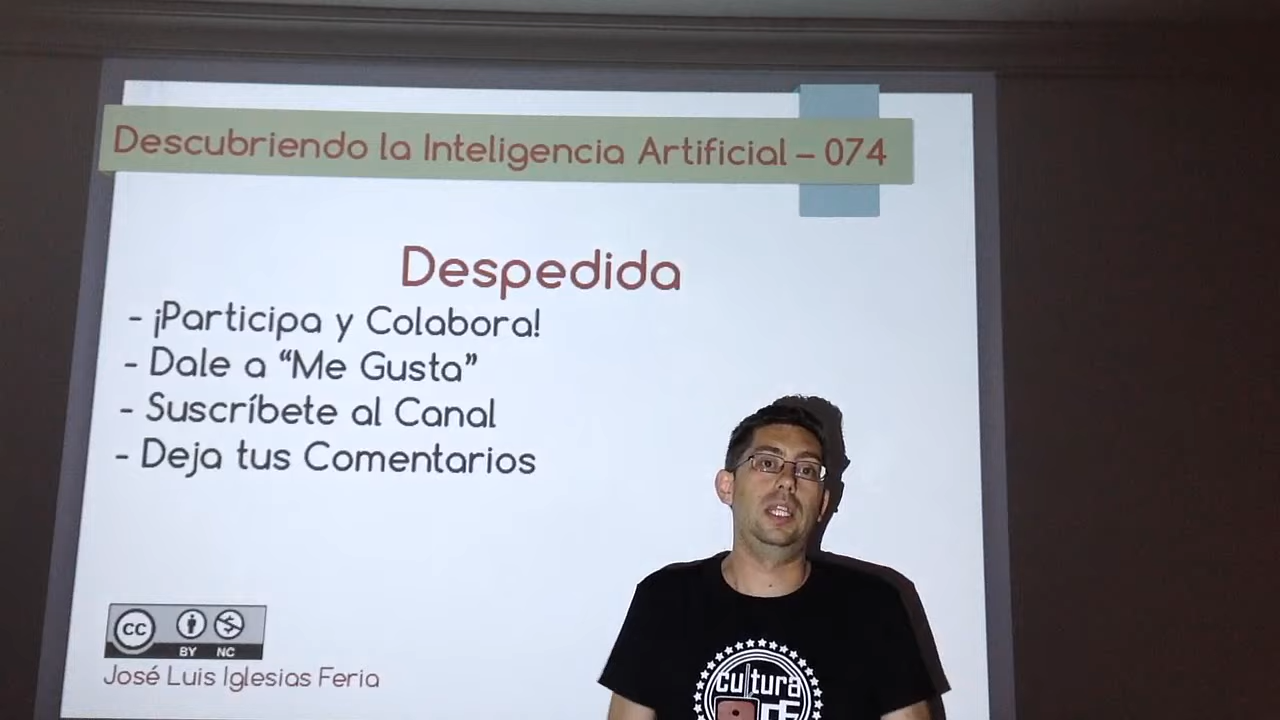 Descubriendo la Inteligencia Artificial – 074
Despedida
- ¡Participa y Colabora!
- Dale a “Me Gusta”
- Suscríbete al Canal
- Deja tus Comentarios
CC BY NC
José Luis Iglesias Feria
cultura